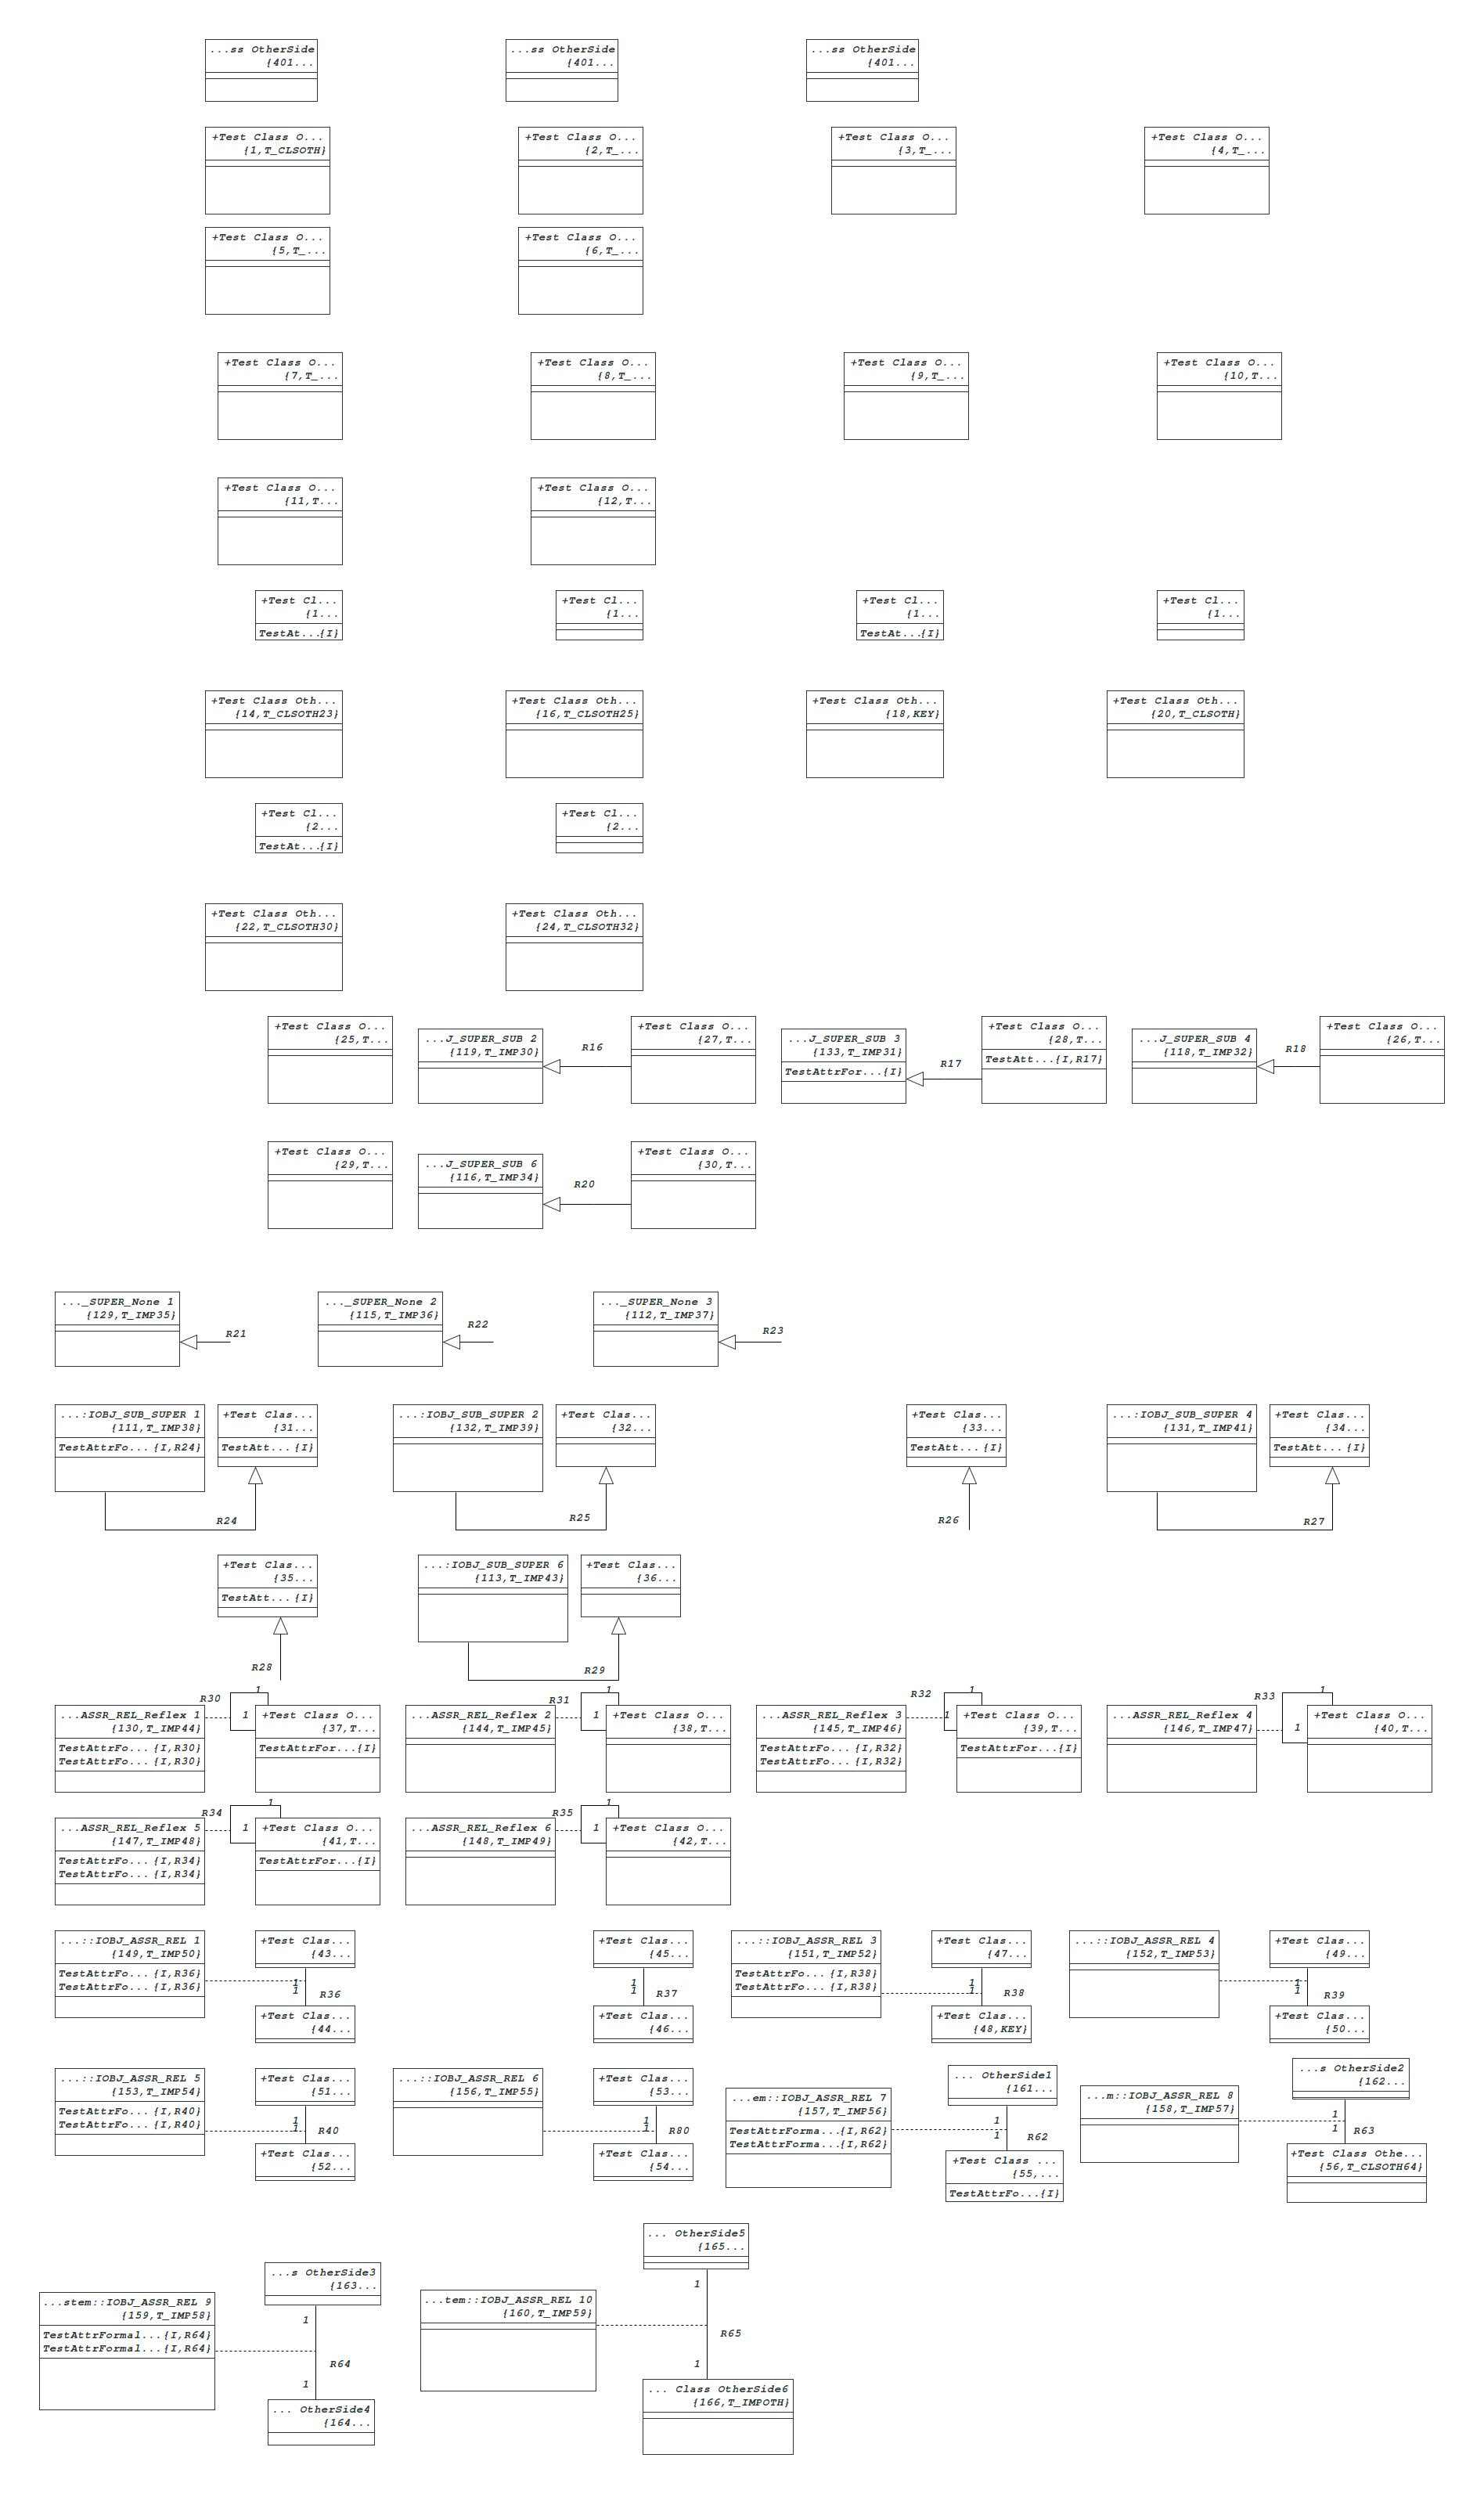 ...ss OtherSide
{401...
...ss OtherSide
{401...
...ss OtherSide
{401...
+Test Class O...
{1,T_CLSOTH}
+Test Class O...
{2,T_...
+Test Class O...
{3,T_...
+Test Class O...
{4,T_...
+Test Class O...
{5,T_...
+Test Class O...
{6,T_...
+Test Class O...
{7,T_...
+Test Class O...
{8,T_...
+Test Class O...
{9,T_...
+Test Class O...
{10,T...
+Test Class O...
{11,T...
+Test Class O...
{12,T...
+Test Cl...
{1...
TestAt...{I}
+Test Cl...
{1...
+Test Cl...
{1...
TestAt...{I}
+Test Cl...
{1...
+Test Class Oth...
{14,T_CLSOTH23}
+Test Class Oth...
{16,T_CLSOTH25}
+Test Class Oth...
{18,KEY}
+Test Class Oth...
{20,T_CLSOTH}
+Test Cl...
{2...
TestAt...{I}
+Test Cl...
{2...
+Test Class Oth...
{22,T_CLSOTH30}
+Test Class Oth...
{24,T_CLSOTH32}
+Test Class O...
{25,T...
...J_SUPER_SUB 2
{119,T_IMP30}
R16
+Test Class O...
{27,T...
...J_SUPER_SUB 3
{133,T_IMP31}
TestAttrFor...{I}
R17
+Test Class O...
{28,T...
TestAtt...{I,R17}
...J_SUPER_SUB 4
{118,T_IMP32}
R18
+Test Class O...
{26,T...
+Test Class O...
{29,T...
...J_SUPER_SUB 6
{116,T_IMP34}
R20
+Test Class O...
{30,T...
..._SUPER_None 1
{129,T_IMP35}
R21
..._SUPER_None 2
{115,T_IMP36}
R22
..._SUPER_None 3
{112,T_IMP37}
R23
...:IOBJ_SUB_SUPER 1
{111,T_IMP38}
TestAttrFo... {I,R24}
+Test Clas...
{31...
TestAtt... {I}
R24
...:IOBJ_SUB_SUPER 2
{132,T_IMP39}
+Test Clas...
{32...
R25
+Test Clas...
{33...
TestAtt... {I}
R26
...:IOBJ_SUB_SUPER 4
{131,T_IMP41}
+Test Clas...
{34...
TestAtt... {I}
R27
+Test Clas...
{35...
TestAtt... {I}
R28
...:IOBJ_SUB_SUPER 6
{113,T_IMP43}
+Test Clas...
{36...
R29
...ASSR_REL_Reflex 1
{130,T_IMP44}
TestAttrFo... {I,R30}
TestAttrFo... {I,R30}
R30
1
1
+Test Class O...
{37,T...
TestAttrFor...{I}
...ASSR_REL_Reflex 2
{144,T_IMP45}
R31
1
1
+Test Class O...
{38,T...
...ASSR_REL_Reflex 3
{145,T_IMP46}
TestAttrFo... {I,R32}
TestAttrFo... {I,R32}
R32
1
1
+Test Class O...
{39,T...
TestAttrFor...{I}
...ASSR_REL_Reflex 4
{146,T_IMP47}
R33
1
1
+Test Class O...
{40,T...
...ASSR_REL_Reflex 5
{147,T_IMP48}
TestAttrFo... {I,R34}
TestAttrFo... {I,R34}
R34
1
1
+Test Class O...
{41,T...
TestAttrFor...{I}
...ASSR_REL_Reflex 6
{148,T_IMP49}
R35
1
1
+Test Class O...
{42,T...
...::IOBJ_ASSR_REL 1
{149,T_IMP50}
TestAttrFo... {I,R36}
TestAttrFo... {I,R36}
+Test Clas...
{43...
1
1
R36
+Test Clas...
{44...
+Test Clas...
{45...
1
1
R37
+Test Clas...
{46...
...::IOBJ_ASSR_REL 3
{151,T_IMP52}
TestAttrFo... {I,R38}
TestAttrFo... {I,R38}
+Test Clas...
{47...
1
1
R38
+Test Clas...
{48,KEY}
...::IOBJ_ASSR_REL 4
{152,T_IMP53}
+Test Clas...
{49...
1
1
R39
+Test Clas...
{50...
...::IOBJ_ASSR_REL 5
{153,T_IMP54}
TestAttrFo... {I,R40}
TestAttrFo... {I,R40}
+Test Clas...
{51...
1
1
R40
+Test Clas...
{52...
...::IOBJ_ASSR_REL 6
{156,T_IMP55}
+Test Clas...
{53...
1
1
R80
+Test Clas...
{54...
...em::IOBJ_ASSR_REL 7
{157,T_IMP56}
TestAttrForma...{I,R62}
TestAttrForma...{I,R62}
... OtherSide1
{161...
1
1
R62
+Test Class ...
{55,...
TestAttrFo...{I}
...m::IOBJ_ASSR_REL 8
{158,T_IMP57}
...s OtherSide2
{162...
1
1
R63
+Test Class Othe...
{56,T_CLSOTH64}
...stem::IOBJ_ASSR_REL 9
{159,T_IMP58}
TestAttrFormal...{I,R64}
TestAttrFormal...{I,R64}
...s OtherSide3
{163...
1
R64
1
... OtherSide4
{164...
...tem::IOBJ_ASSR_REL 10
{160,T_IMP59}
... OtherSide5
{165...
1
R65
1
... Class OtherSide6
{166,T_IMPOTH}